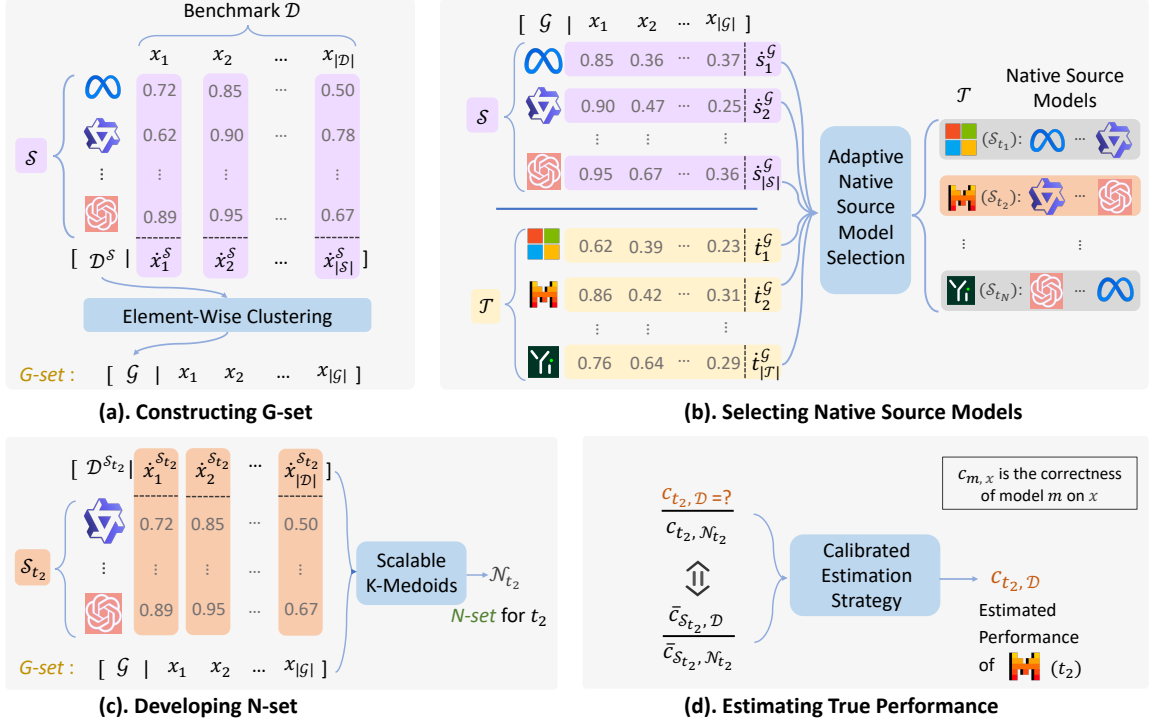 Benchmark 𝒟
x₁ x₂ ... x|𝒟|
0.72 0.85 0.50
0.62 0.90 ... 0.78
𝒮
⋮ ⋮ ⋮ ⋮
0.89 0.95 ... 0.67
[ 𝒟^𝒮 | ẋ₁^𝒮 ẋ₂^𝒮 ... ẋ|𝒮|^𝒮 ]
Element-Wise Clustering
G-set : [ 𝒢 | x₁ x₂ ... x|𝒢| ]
(a). Constructing G-set
[ 𝒢 | x₁ x₂ ... x|𝒢| ]
0.85 0.36 ... 0.37 ṡ₁^𝒢
0.90 0.47 ... 0.25 ṡ₂^𝒢
𝒮
⋮ ⋮ ⋮
0.95 0.67 ... 0.36 ṡ|𝒮|^𝒢
0.62 0.39 ... 0.23 ṫ₁^𝒢
0.86 0.42 ... 0.31 ṫ₂^𝒢
𝒯
⋮ ⋮ ⋮
Yi 0.76 0.64 ... 0.29 ṫ|𝒯|^𝒢
Adaptive
Native
Source
Model
Selection
Native Source
𝒯 Models
(𝒮t₁): ...
(𝒮t₂): ...
⋮ ⋮
Yi (𝒮tN): ...
(b). Selecting Native Source Models
[ 𝒟^𝒮t₂ | ẋ₁^𝒮t₂ ẋ₂^𝒮t₂ ... ẋ|𝒟|^𝒮t₂ ]
0.72 0.85 ... 0.50
𝒮t₂
⋮ ⋮ ⋮ ⋮
0.89 0.95 ... 0.67
G-set : [ 𝒢 | x₁ x₂ ... x|𝒢| ]
Scalable
K-Medoids
𝒩t₂
N-set for t₂
(c). Developing N-set
c m, x is the correctness
of model m on x
c t₂, 𝒟 =?
c t₂, 𝒩t₂
c̄ 𝒮t₂, 𝒟
c̄ 𝒮t₂, 𝒩t₂
Calibrated
Estimation
Strategy
c t₂, 𝒟
Estimated
Performance
of (t₂)
(d). Estimating True Performance